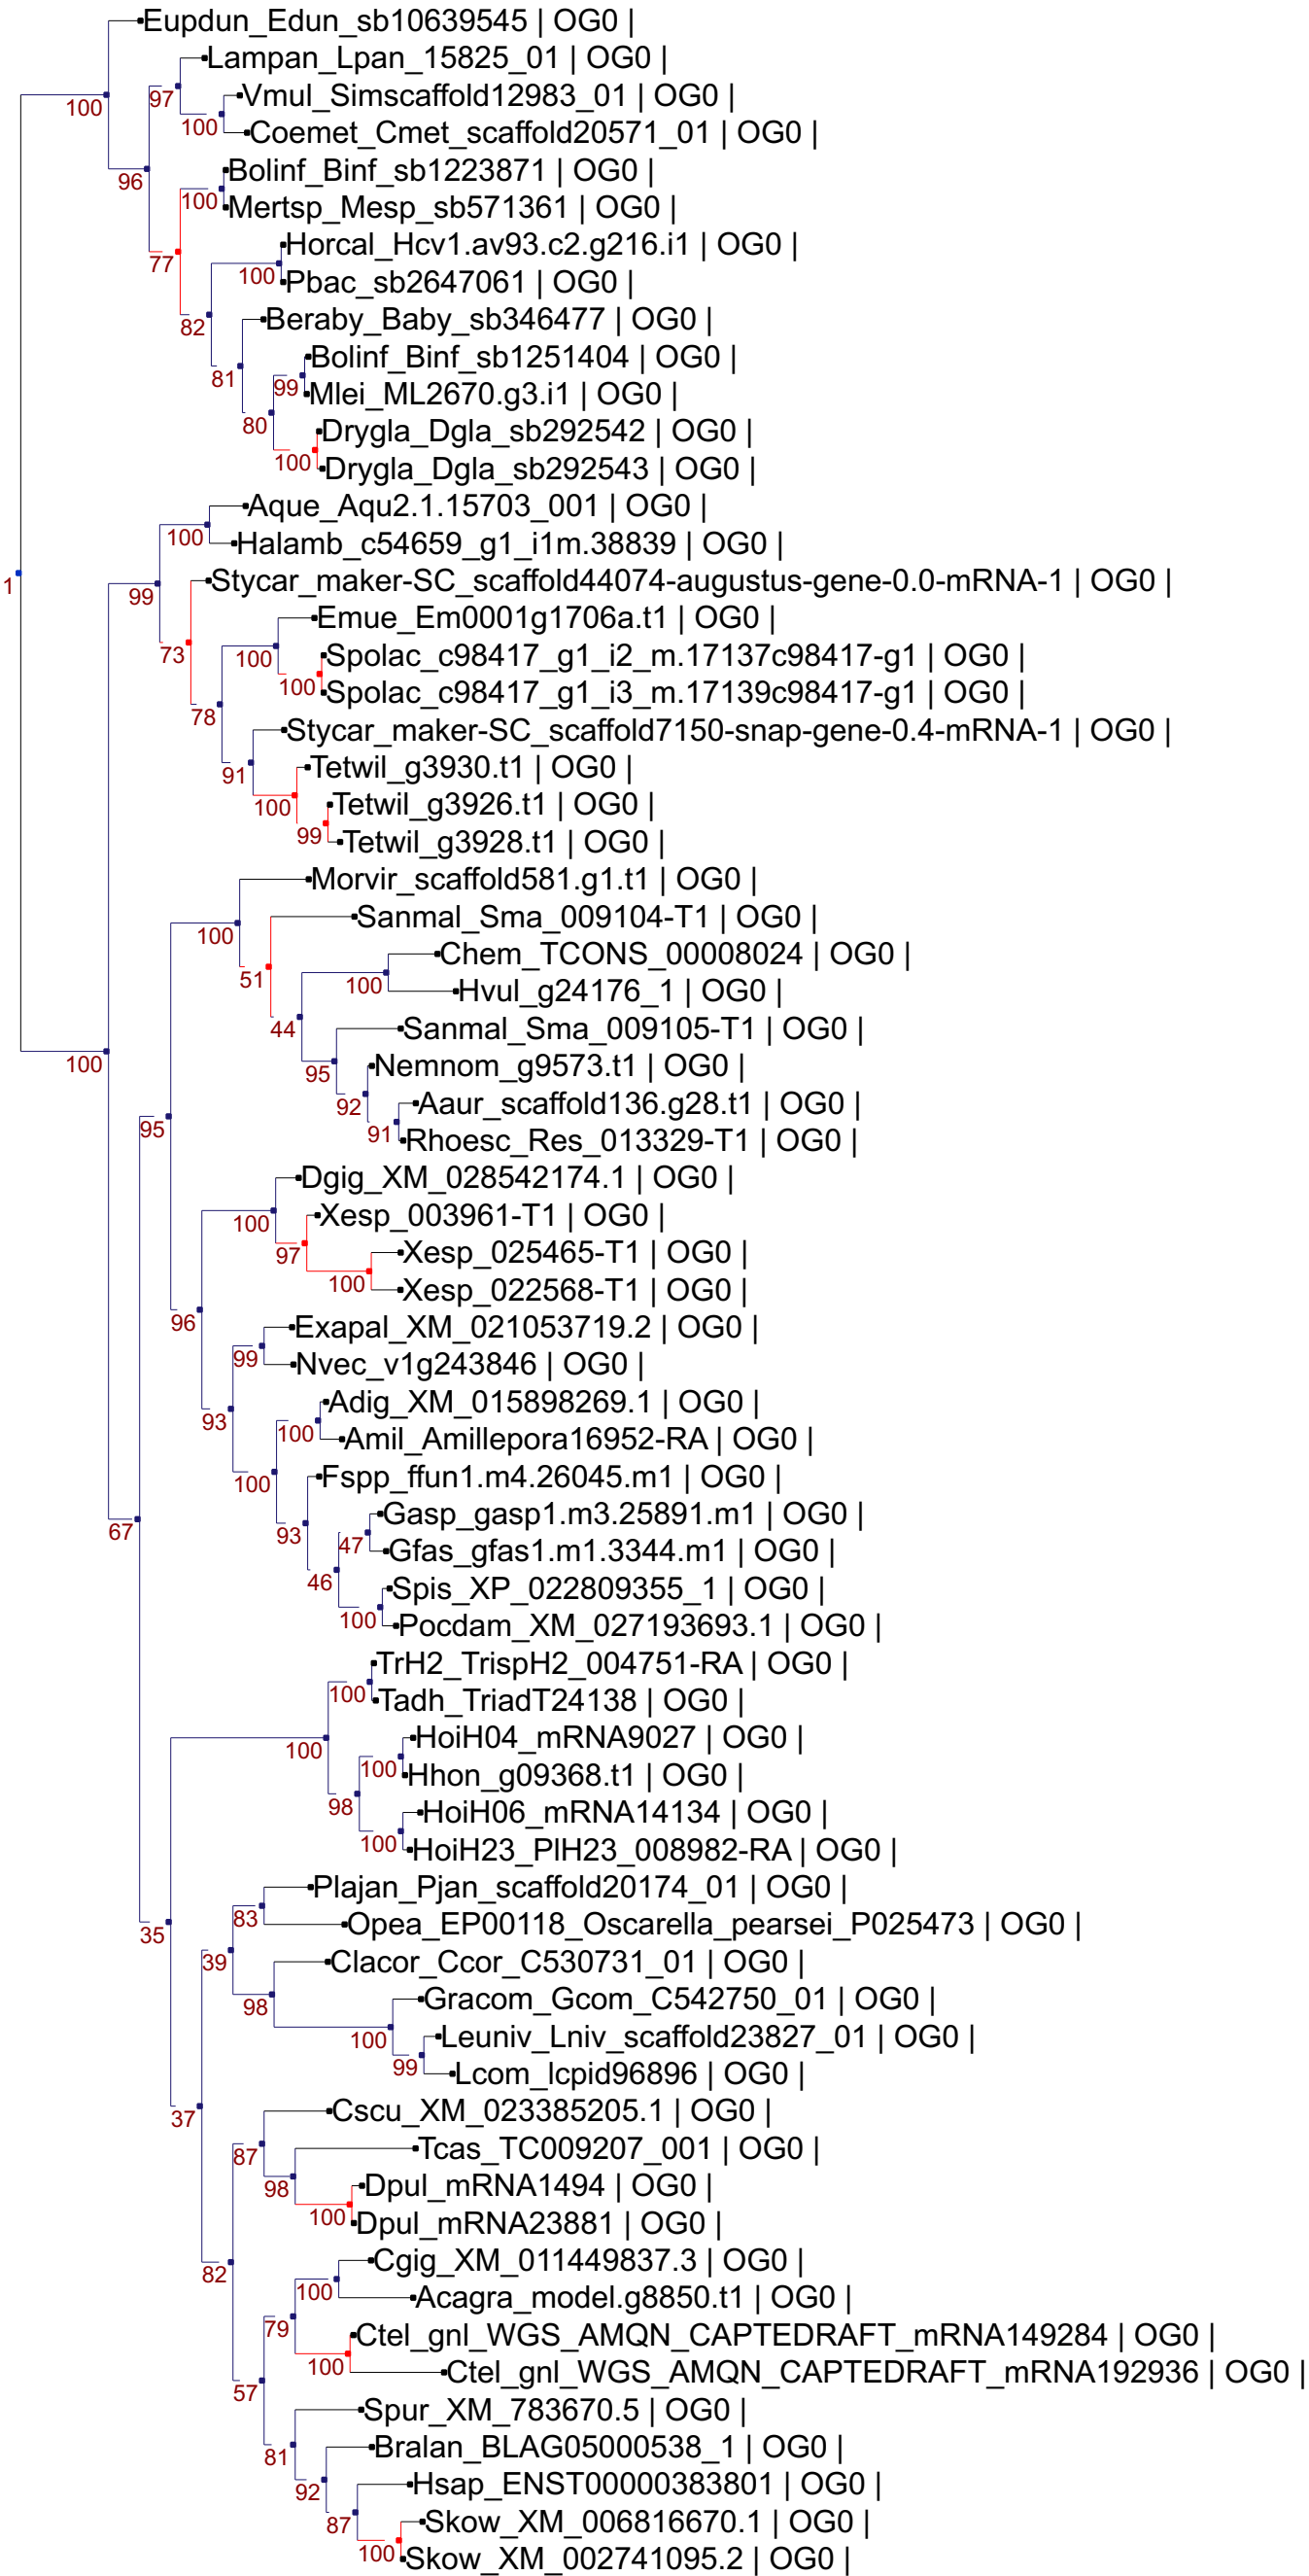 Eupdun_Edun_sb10639545 | OG0 |
Lampan_Lpan_15825_01 | OG0 |
97
Vmul_Simscaffold12983_01 | OG0 |
100
100
Coemet_Cmet_scaffold20571_01 | OG0 |
Bolinf_Binf_sb1223871 | OG0 |
96
100
Mertsp_Mesp_sb571361 | OG0 |
Horcal_Hcv1.av93.c2.g216.i1 | OG0 |
77
100
Pbac_sb2647061 | OG0 |
Beraby_Baby_sb346477 | OG0 |
82
Bolinf_Binf_sb1251404 | OG0 |
81
99
Mlei_ML2670.g3.i1 | OG0 |
80
Drygla_Dgla_sb292542 | OG0 |
100
Drygla_Dgla_sb292543 | OG0 |
Aque_Aqu2.1.15703_001 | OG0 |
100
Halamb_c54659_g1_i1m.38839 | OG0 |
1
Stycar_maker-SC_scaffold44074-augustus-gene-0.0-mRNA-1 | OG0 |
99
Emue_Em0001g1706a.t1 | OG0 |
73
100
Spolac_c98417_g1_i2_m.17137c98417-g1 | OG0 |
100
Spolac_c98417_g1_i3_m.17139c98417-g1 | OG0 |
78
Stycar_maker-SC_scaffold7150-snap-gene-0.4-mRNA-1 | OG0 |
91
Tetwil_g3930.t1 | OG0 |
100
Tetwil_g3926.t1 | OG0 |
99
Tetwil_g3928.t1 | OG0 |
Morvir_scaffold581.g1.t1 | OG0 |
100
Sanmal_Sma_009104-T1 | OG0 |
51
Chem_TCONS_00008024 | OG0 |
100
Hvul_g24176_1 | OG0 |
44
Sanmal_Sma_009105-T1 | OG0 |
100
95
Nemnom_g9573.t1 | OG0 |
92
Aaur_scaffold136.g28.t1 | OG0 |
95
91
Rhoesc_Res_013329-T1 | OG0 |
Dgig_XM_028542174.1 | OG0 |
100
Xesp_003961-T1 | OG0 |
97
Xesp_025465-T1 | OG0 |
100
Xesp_022568-T1 | OG0 |
96
Exapal_XM_021053719.2 | OG0 |
99
Nvec_v1g243846 | OG0 |
93
Adig_XM_015898269.1 | OG0 |
100
Amil_Amillepora16952-RA | OG0 |
100
Fspp_ffun1.m4.26045.m1 | OG0 |
67
93
Gasp_gasp1.m3.25891.m1 | OG0 |
47
Gfas_gfas1.m1.3344.m1 | OG0 |
46
Spis_XP_022809355_1 | OG0 |
100
Pocdam_XM_027193693.1 | OG0 |
TrH2_TrispH2_004751-RA | OG0 |
100
Tadh_TriadT24138 | OG0 |
100
HoiH04_mRNA9027 | OG0 |
100
Hhon_g09368.t1 | OG0 |
98
HoiH06_mRNA14134 | OG0 |
100
HoiH23_PlH23_008982-RA | OG0 |
Plajan_Pjan_scaffold20174_01 | OG0 |
83
Opea_EP00118_Oscarella_pearsei_P025473 | OG0 |
35
39
Clacor_Ccor_C530731_01 | OG0 |
98
Gracom_Gcom_C542750_01 | OG0 |
100
Leuniv_Lniv_scaffold23827_01 | OG0 |
99
Lcom_lcpid96896 | OG0 |
37
Cscu_XM_023385205.1 | OG0 |
87
Tcas_TC009207_001 | OG0 |
98
Dpul_mRNA1494 | OG0 |
100
Dpul_mRNA23881 | OG0 |
82
Cgig_XM_011449837.3 | OG0 |
100
Acagra_model.g8850.t1 | OG0 |
79
Ctel_gnl_WGS_AMQN_CAPTEDRAFT_mRNA149284 | OG0 |
100
Ctel_gnl_WGS_AMQN_CAPTEDRAFT_mRNA192936 | OG0 |
57
Spur_XM_783670.5 | OG0 |
81
Bralan_BLAG05000538_1 | OG0 |
92
Hsap_ENST00000383801 | OG0 |
87
Skow_XM_006816670.1 | OG0 |
100
Skow_XM_002741095.2 | OG0 |